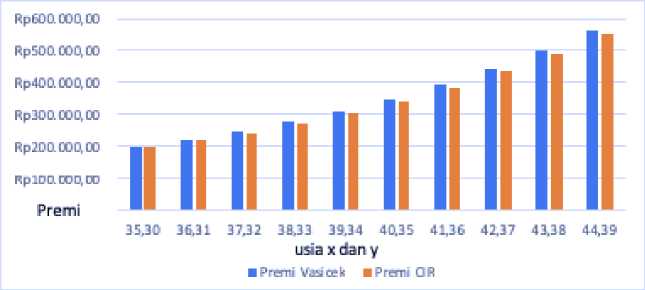 Rp600.000,00
Rp500.000,00
Rp400.000,00
Rp300.000,00
Rp200.000,00
Rp100.000,00
Premi
35,30 36,31 37,32 38,33 39,34 40,35 41,36 42,37 43,38 44,39
usia x dan y
Premi Vasicek Premi CIR